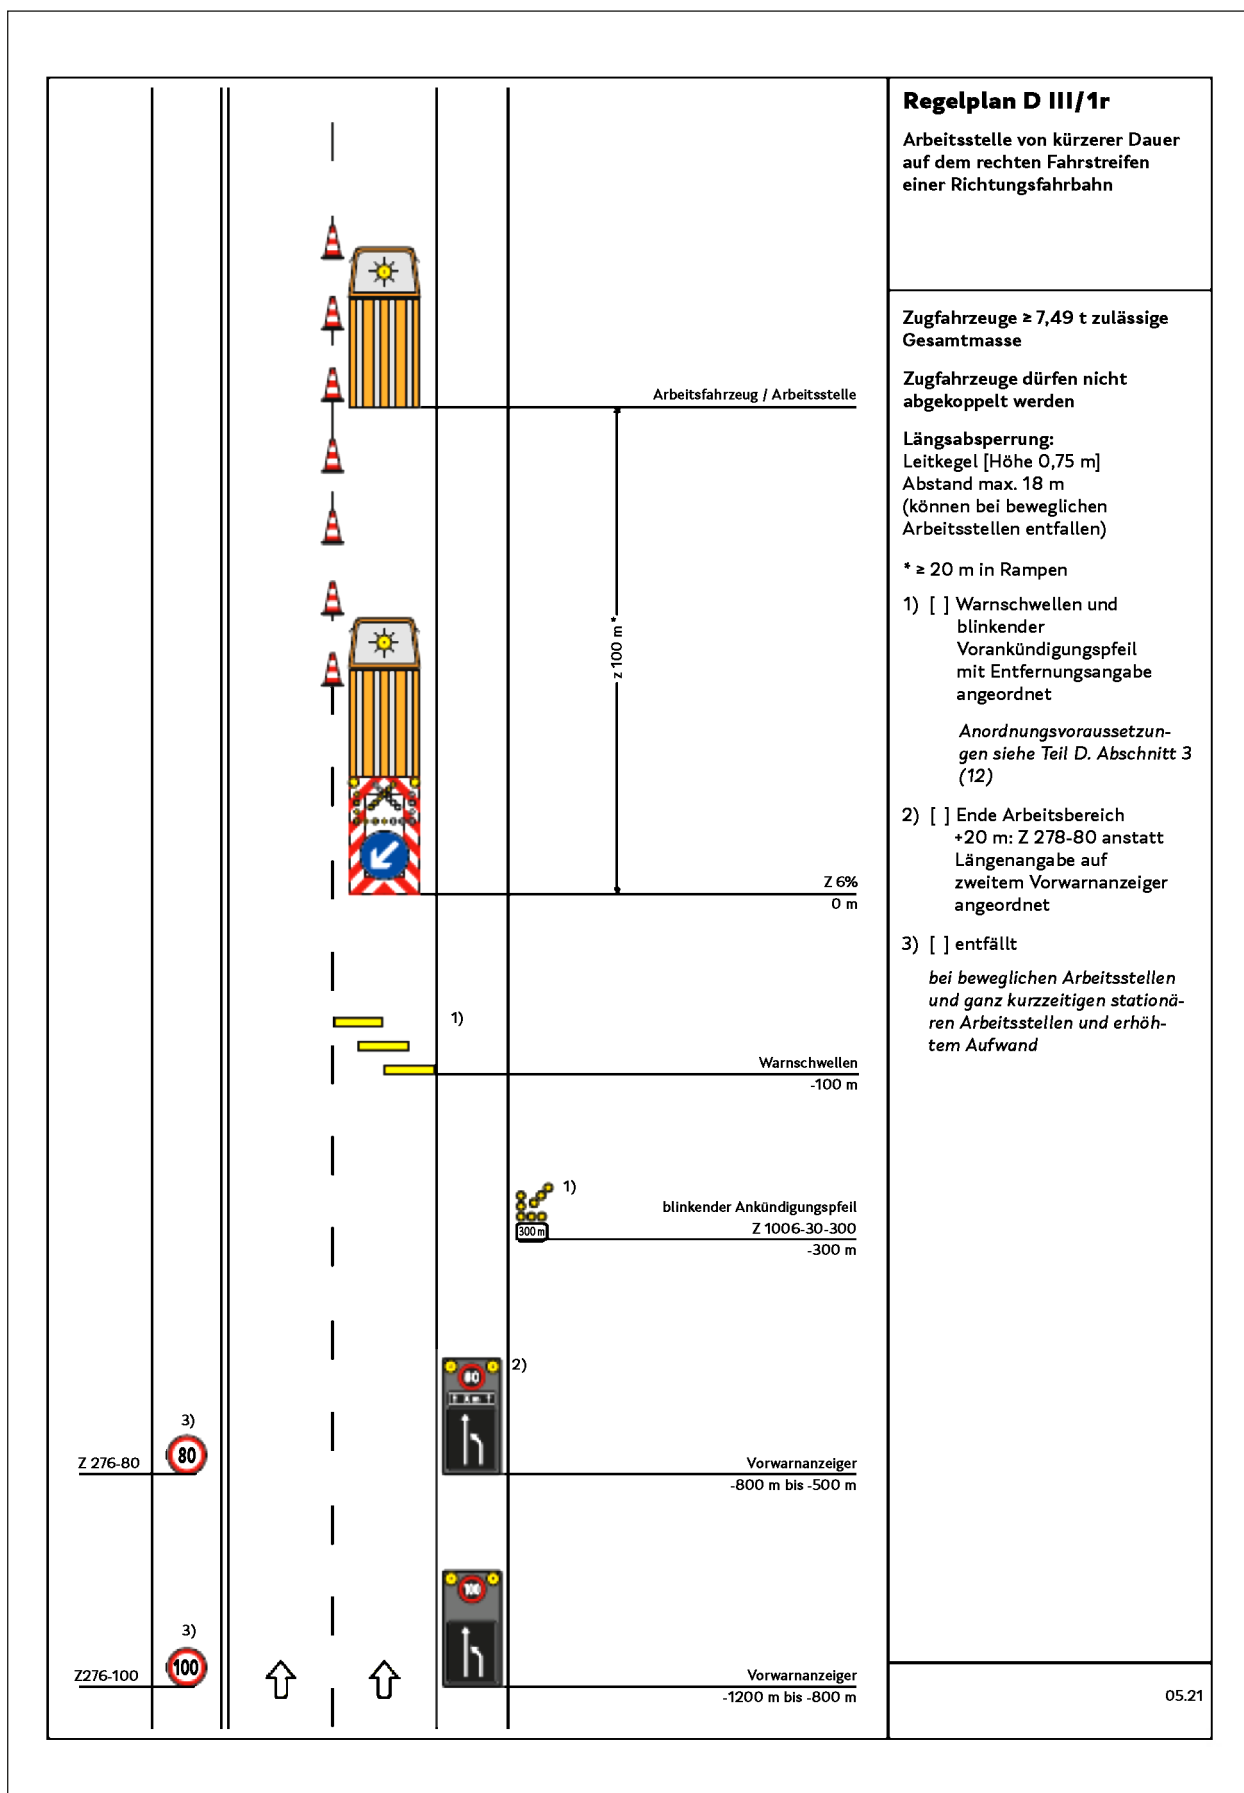 Regelplan D III/1r
Arbeitsstelle von kürzerer Dauer
auf dem rechten Fahrstreifen
einer Richtungsfahrbahn
Zugfahrzeuge ≥ 7,49 t zulässige
Gesamtmasse
Zugfahrzeuge dürfen nicht
abgekoppelt werden
Längsabsperrung:
Leitkegel [Höhe 0,75 m]
Abstand max. 18 m
(können bei beweglichen
Arbeitsstellen entfallen)
* ≥ 20 m in Rampen
1) [ ] Warnschwellen und
blinkender
Vorankündigungspfeil
mit Entfernungsangabe
angeordnet
Anordnungsvoraussetzun-
gen siehe Teil D. Abschnitt 3
(12)
2) [ ] Ende Arbeitsbereich
+20 m: Z 278-80 anstatt
Längenangabe auf
zweitem Vorwarnanzeiger
angeordnet
3) [ ] entfällt
bei beweglichen Arbeitsstellen
und ganz kurzzeitigen stationä-
ren Arbeitsstellen und erhöh-
tem Aufwand
05.21
Arbeitsfahrzeug / Arbeitsstelle
z 100 m *
Z 6%
0 m
1)
Warnschwellen
-100 m
1)
300 m
blinkender Ankündigungspfeil
Z 1006-30-300
-300 m
2)
80
3)
80
Z 276-80
Vorwarnanzeiger
-800 m bis -500 m
100
3)
100
Z276-100
Vorwarnanzeiger
-1200 m bis -800 m